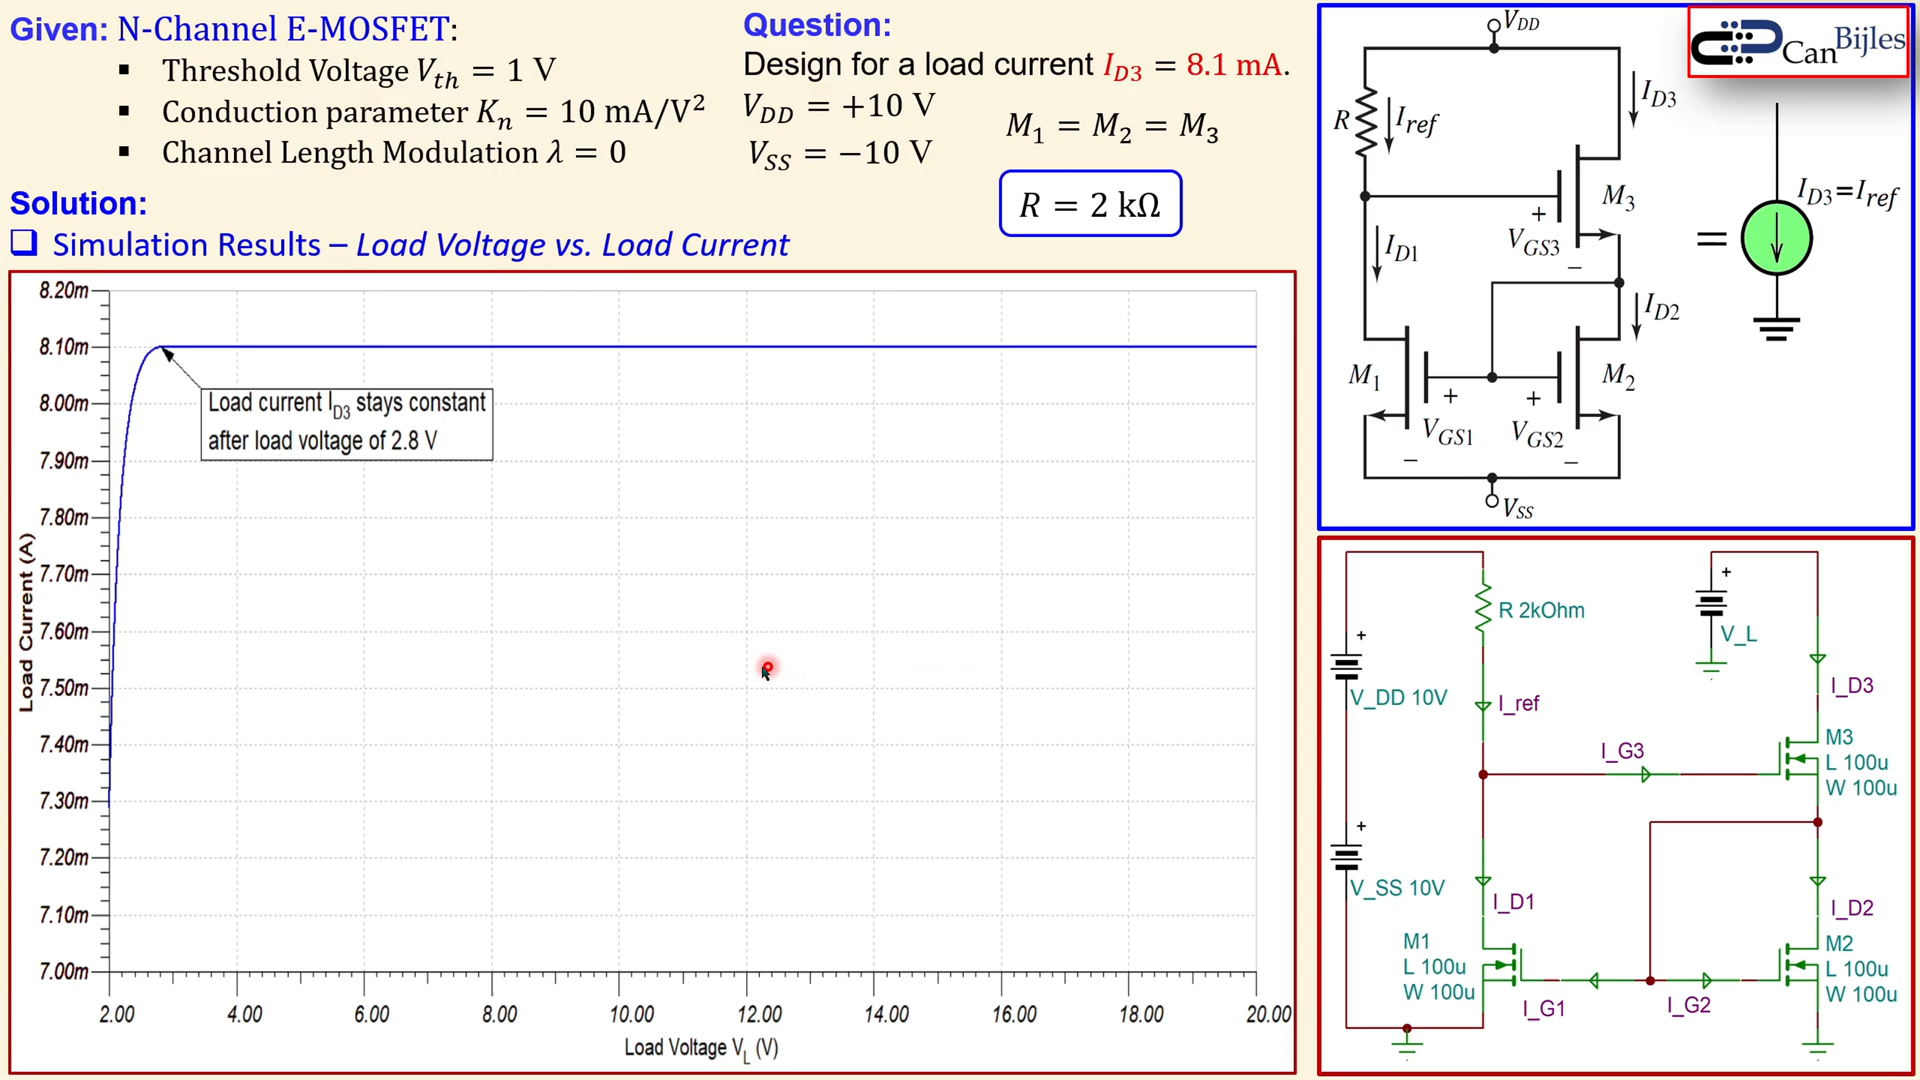 Given: N-Channel E-MOSFET:
▪ Threshold Voltage V_th = 1 V
▪ Conduction parameter K_n = 10 mA/V²
▪ Channel Length Modulation λ = 0
Question:
Design for a load current I_D3 = 8.1 mA.
V_DD = +10 V
V_SS = −10 V
M_1 = M_2 = M_3
R = 2 kΩ
Solution:
❑ Simulation Results – Load Voltage vs. Load Current
8.20m
8.10m
8.00m
7.90m
7.80m
7.70m
7.60m
7.50m
7.40m
7.30m
7.20m
7.10m
7.00m
Load Current (A)
Load current I_D3 stays constant
after load voltage of 2.8 V
2.00 4.00 6.00 8.00 10.00 12.00 14.00 16.00 18.00 20.00
Load Voltage V_L (V)
V_DD
Can Bijles
R
I_ref
I_D3
M_3
+
V_GS3
−
I_D1
I_D2
M_1
M_2
+
+
V_GS1
V_GS2
−
−
V_SS
=
I_D3=I_ref
+
V_DD 10V
+
V_SS 10V
R 2kOhm
I_ref
+
V_L
I_D3
I_G3
M3
L 100u
W 100u
I_D1
I_D2
M1
L 100u
W 100u
I_G1
I_G2
M2
L 100u
W 100u